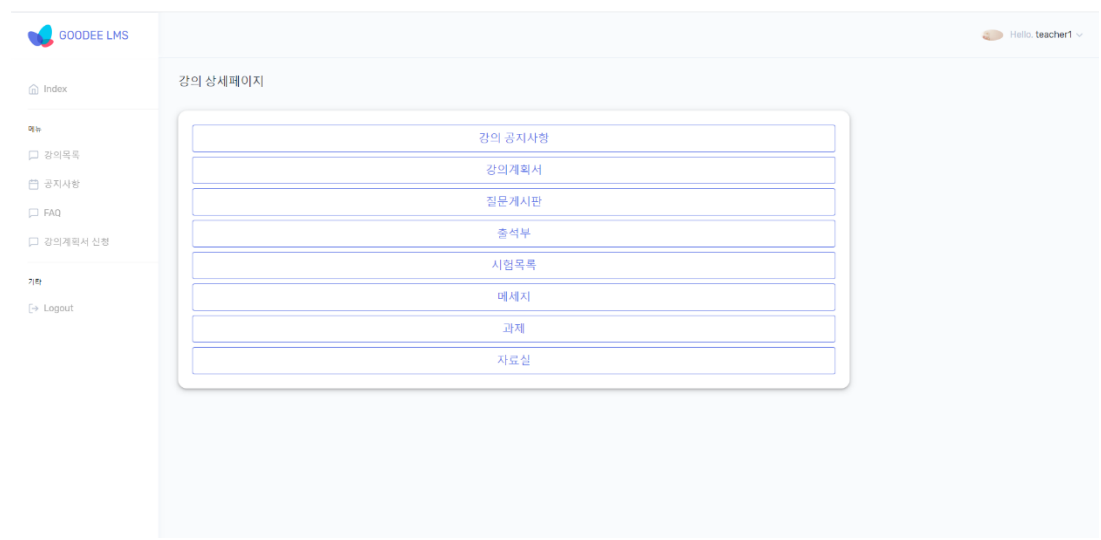 GOODEE LMS
Hello, teacher1
Index
메뉴
강의목록
공지사항
FAQ
강의계획서 신청
기타
Logout
강의 상세페이지
강의 공지사항
강의계획서
질문게시판
출석부
시험목록
메세지
과제
자료실